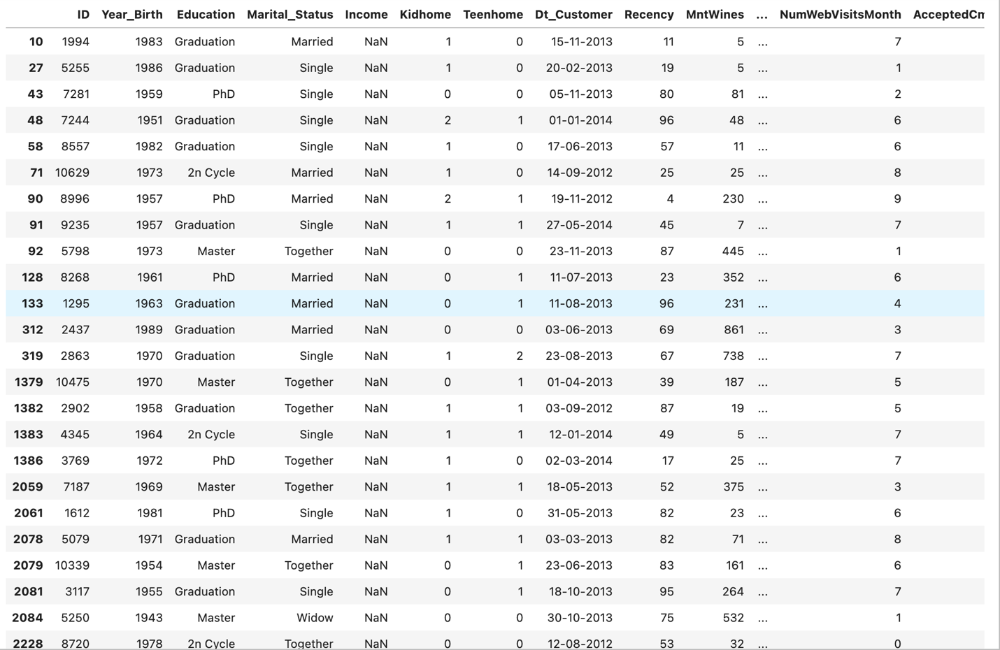 ID Year_Birth Education Marital_Status Income Kidhome Teenhome Dt_Customer Recency MntWines ... NumWebVisitsMonth AcceptedCm
10 1994 1983 Graduation Married NaN 1 0 15-11-2013 11 5 ... 7
27 5255 1986 Graduation Single NaN 1 0 20-02-2013 19 5 ... 1
43 7281 1959 PhD Single NaN 0 0 05-11-2013 80 81 ... 2
48 7244 1951 Graduation Single NaN 2 1 01-01-2014 96 48 ... 6
58 8557 1982 Graduation Single NaN 1 0 17-06-2013 57 11 ... 6
71 10629 1973 2n Cycle Married NaN 1 0 14-09-2012 25 25 ... 8
90 8996 1957 PhD Married NaN 2 1 19-11-2012 4 230 ... 9
91 9235 1957 Graduation Single NaN 1 1 27-05-2014 45 7 ... 7
92 5798 1973 Master Together NaN 0 0 23-11-2013 87 445 ... 1
128 8268 1961 PhD Married NaN 0 1 11-07-2013 23 352 ... 6
133 1295 1963 Graduation Married NaN 0 1 11-08-2013 96 231 ... 4
312 2437 1989 Graduation Married NaN 0 0 03-06-2013 69 861 ... 3
319 2863 1970 Graduation Single NaN 1 2 23-08-2013 67 738 ... 7
1379 10475 1970 Master Together NaN 0 1 01-04-2013 39 187 ... 5
1382 2902 1958 Graduation Together NaN 1 1 03-09-2012 87 19 ... 5
1383 4345 1964 2n Cycle Single NaN 1 1 12-01-2014 49 5 ... 7
1386 3769 1972 PhD Together NaN 1 0 02-03-2014 17 25 ... 7
2059 7187 1969 Master Together NaN 1 1 18-05-2013 52 375 ... 3
2061 1612 1981 PhD Single NaN 1 0 31-05-2013 82 23 ... 6
2078 5079 1971 Graduation Married NaN 1 1 03-03-2013 82 71 ... 8
2079 10339 1954 Master Together NaN 0 1 23-06-2013 83 161 ... 6
2081 3117 1955 Graduation Single NaN 0 1 18-10-2013 95 264 ... 7
2084 5250 1943 Master Widow NaN 0 0 30-10-2013 75 532 ... 1
2228 8720 1978 2n Cycle Together NaN 0 0 12-08-2012 53 32 ... 0